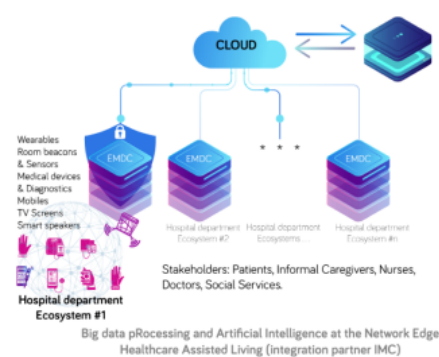 CLOUD
Wearables
Room beacons
& Sensors
Medical devices
& Diagnostics
Mobiles
TV Screens
Smart speakers
EMDC
EMDC
* * *
EMDC
Hospital department
Ecosystem #2
Hospital department
Ecosystems...
Hospital department
Ecosystem #n
Hospital department
Ecosystem #1
Stakeholders: Patients, Informal Caregivers, Nurses,
Doctors, Social Services.
Big data pRocessing and Artificial Intelligence at the Network Edge
Healthcare Assisted Living (integration partner IMC)